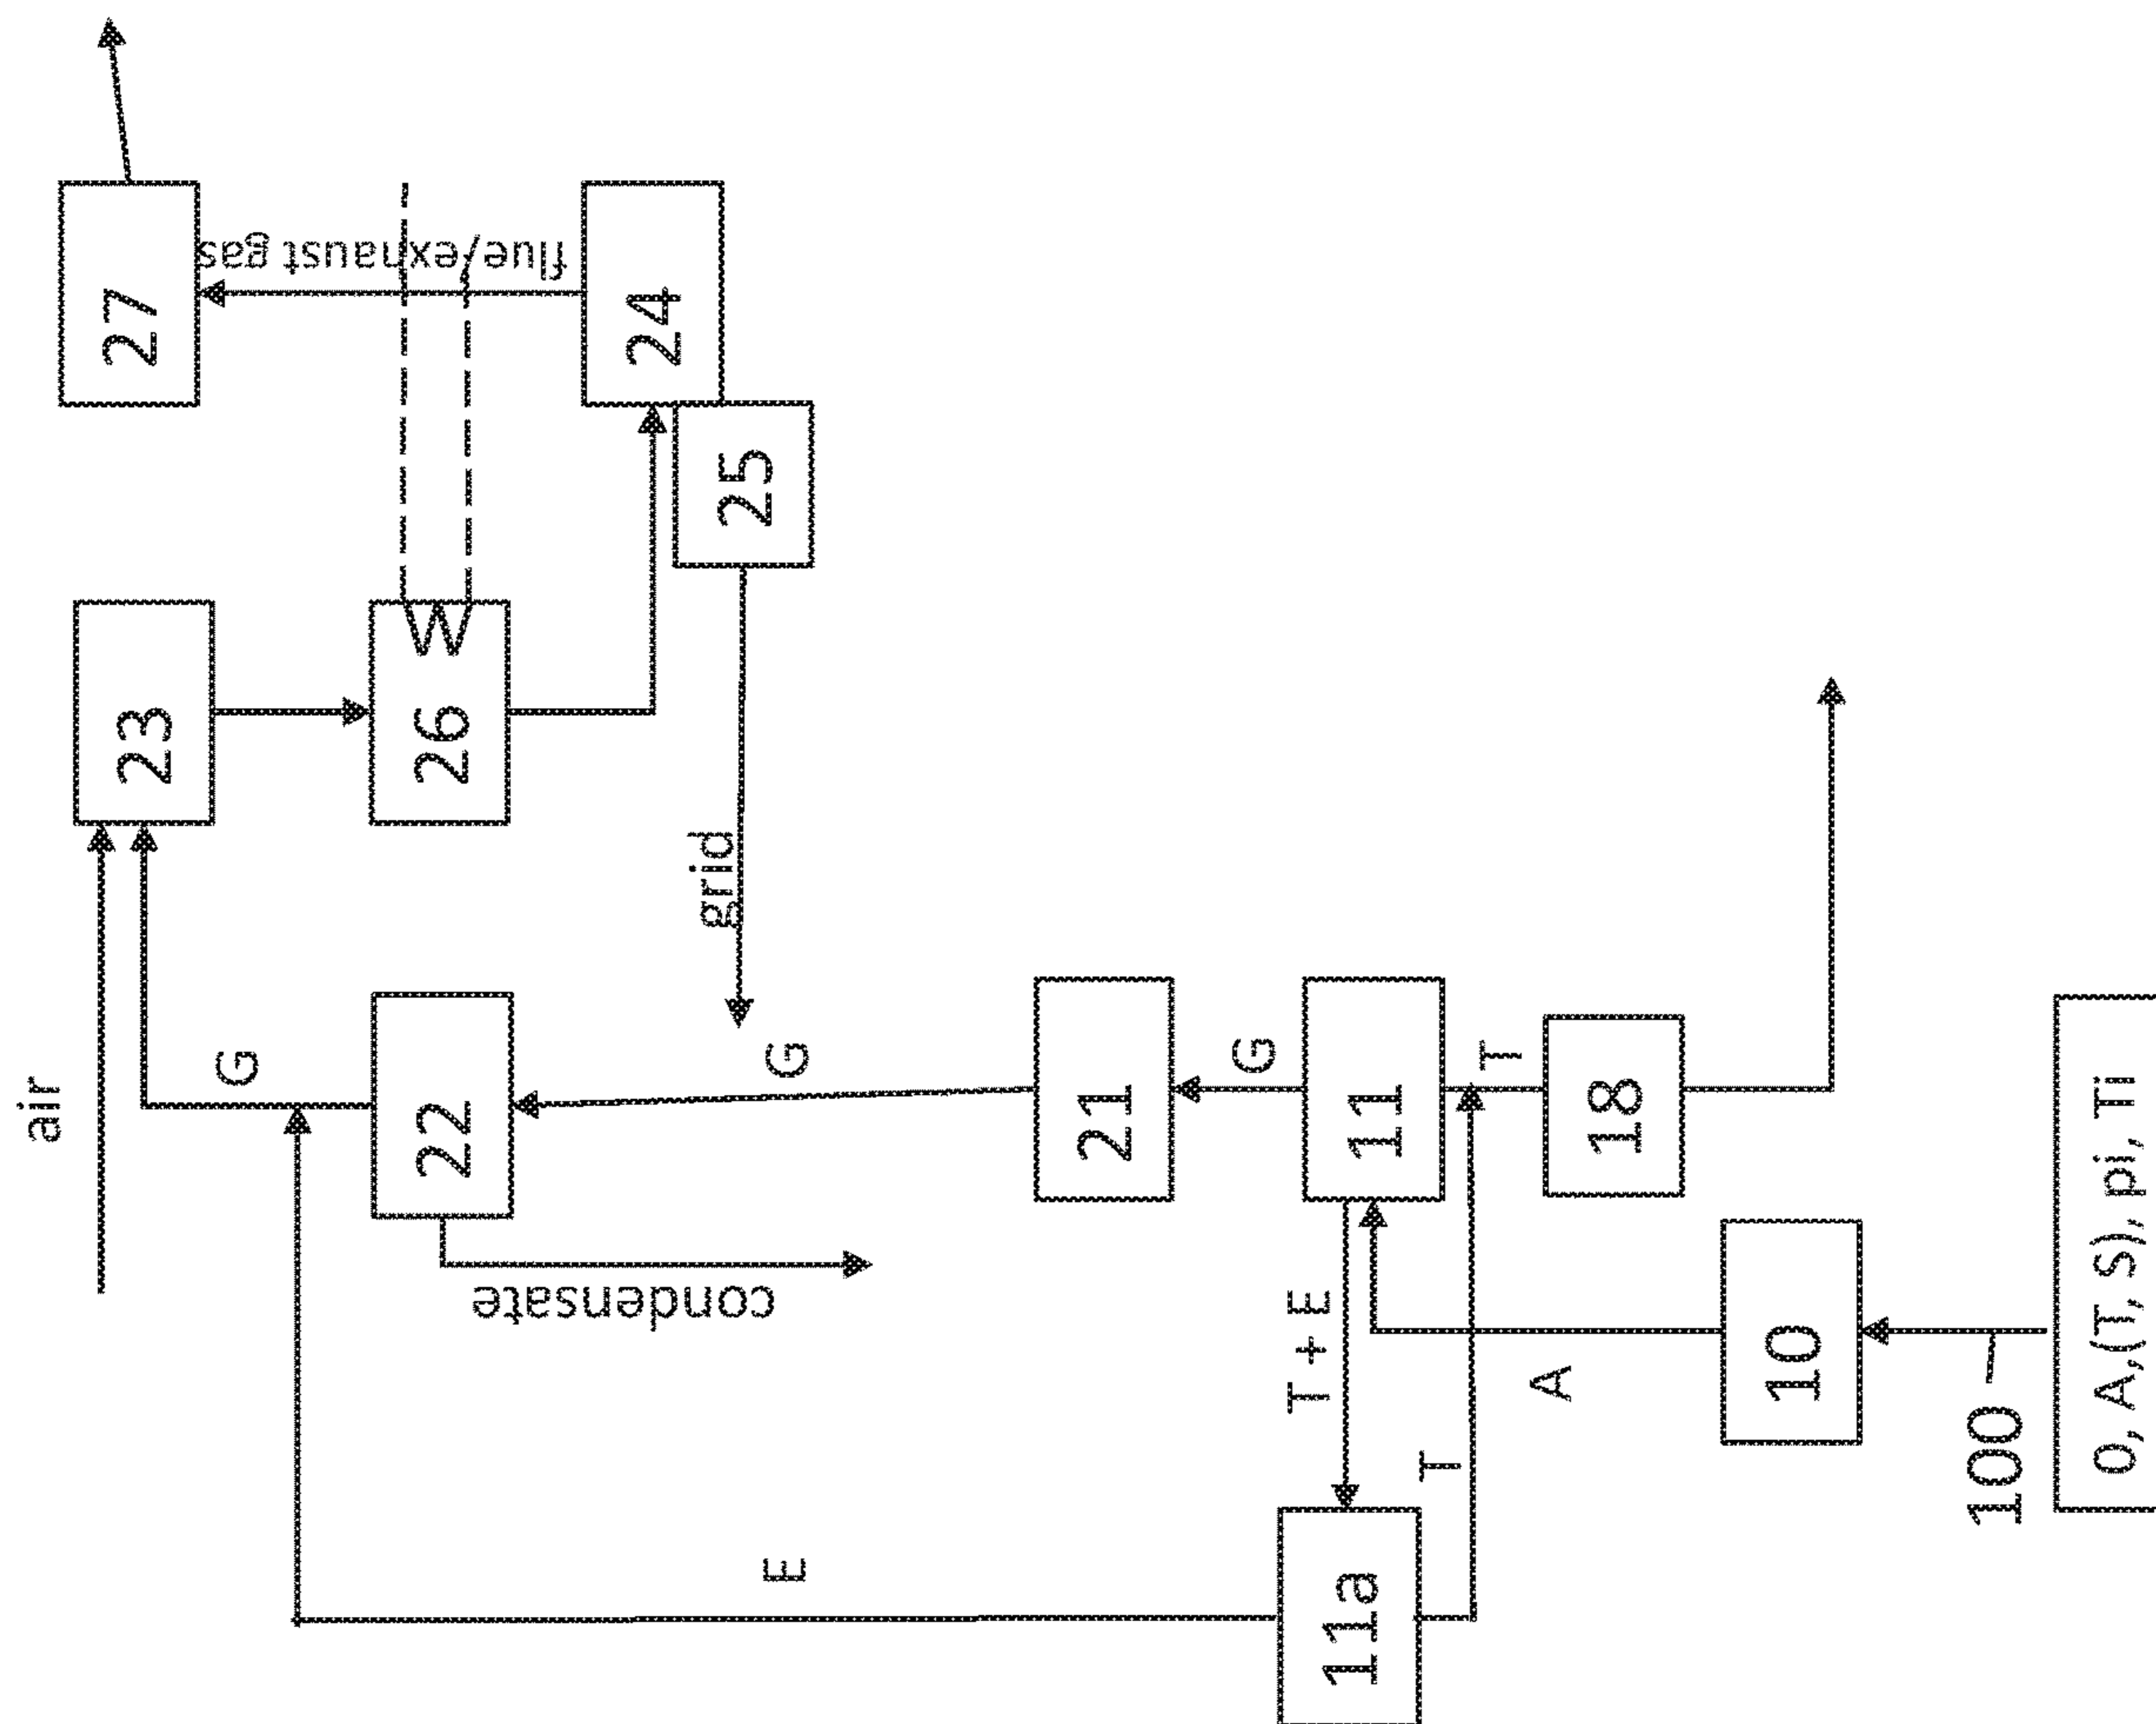 air
G
23
27
22
26
W
flue/exhaust gas
condensate
G
grid
25
24
E
21
G
T + E
11
11a
T
T
A
18
10
100
O, A,(T, S), pi, Ti